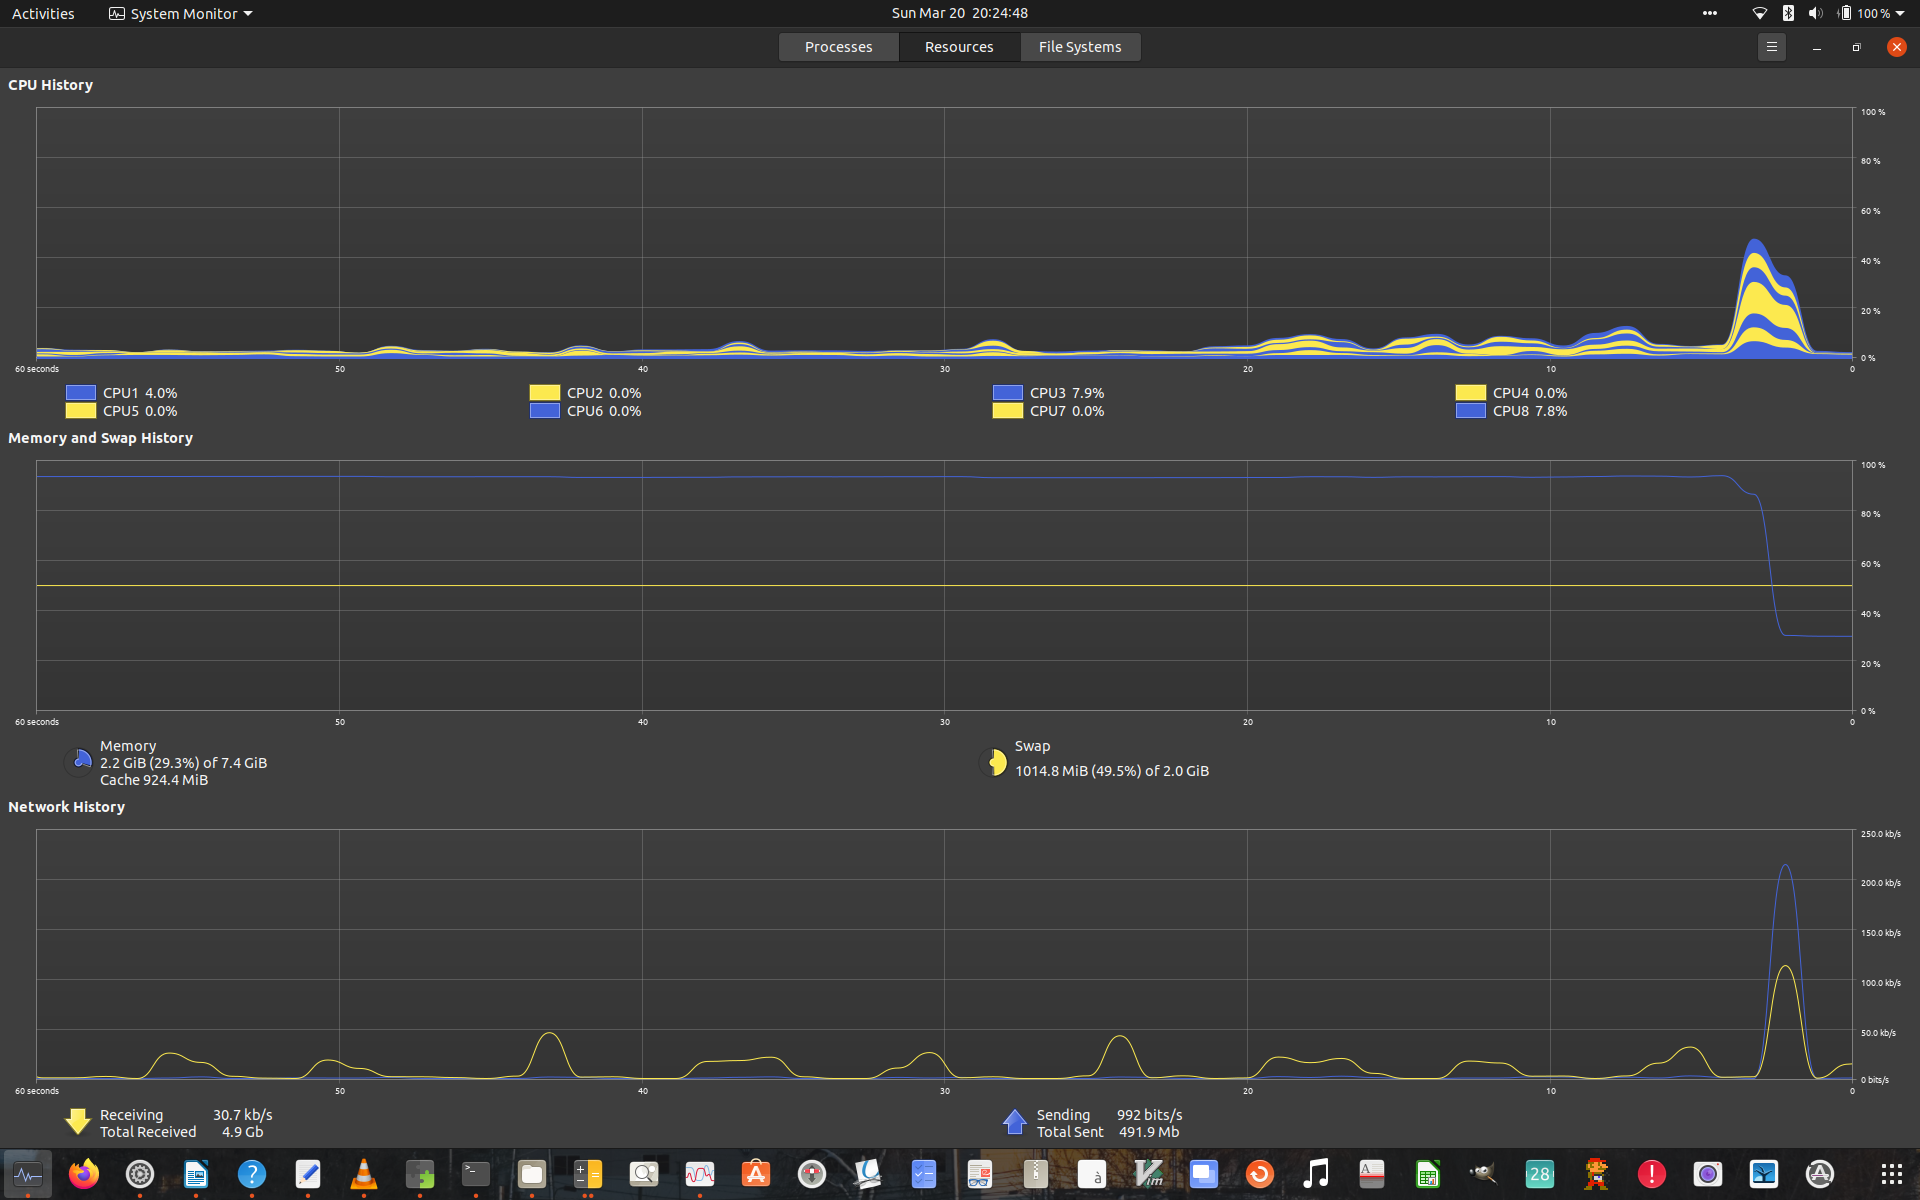 Activities System Monitor Sun Mar 20 20:24:48 100 %
Processes Resources File Systems
CPU History
100 %
80 %
60 %
40 %
20 %
0 %
60 seconds 50 40 30 20 10 0
CPU1 4.0% CPU2 0.0% CPU3 7.9% CPU4 0.0%
CPU5 0.0% CPU6 0.0% CPU7 0.0% CPU8 7.8%
Memory and Swap History
100 %
80 %
60 %
40 %
20 %
0 %
60 seconds 50 40 30 20 10 0
Memory
2.2 GiB (29.3%) of 7.4 GiB
Cache 924.4 MiB
Swap
1014.8 MiB (49.5%) of 2.0 GiB
Network History
250.0 kb/s
200.0 kb/s
150.0 kb/s
100.0 kb/s
50.0 kb/s
0 bits/s
60 seconds 50 40 30 20 10 0
Receiving 30.7 kb/s
Total Received 4.9 Gb
Sending 992 bits/s
Total Sent 491.9 Mb
? >_ à Vim A 28 !